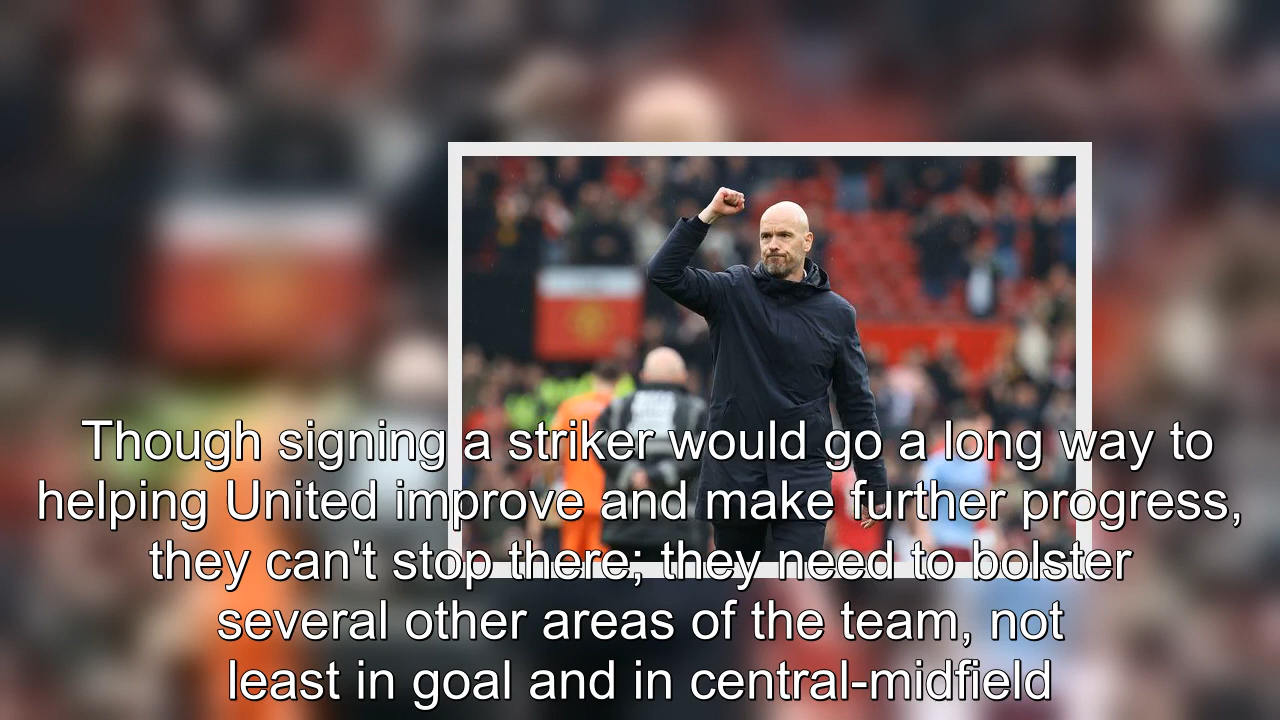 Though signing a striker would go a long way to
helping United improve and make further progress,
they can't stop there; they need to bolster
several other areas of the team, not
least in goal and in central-midfield